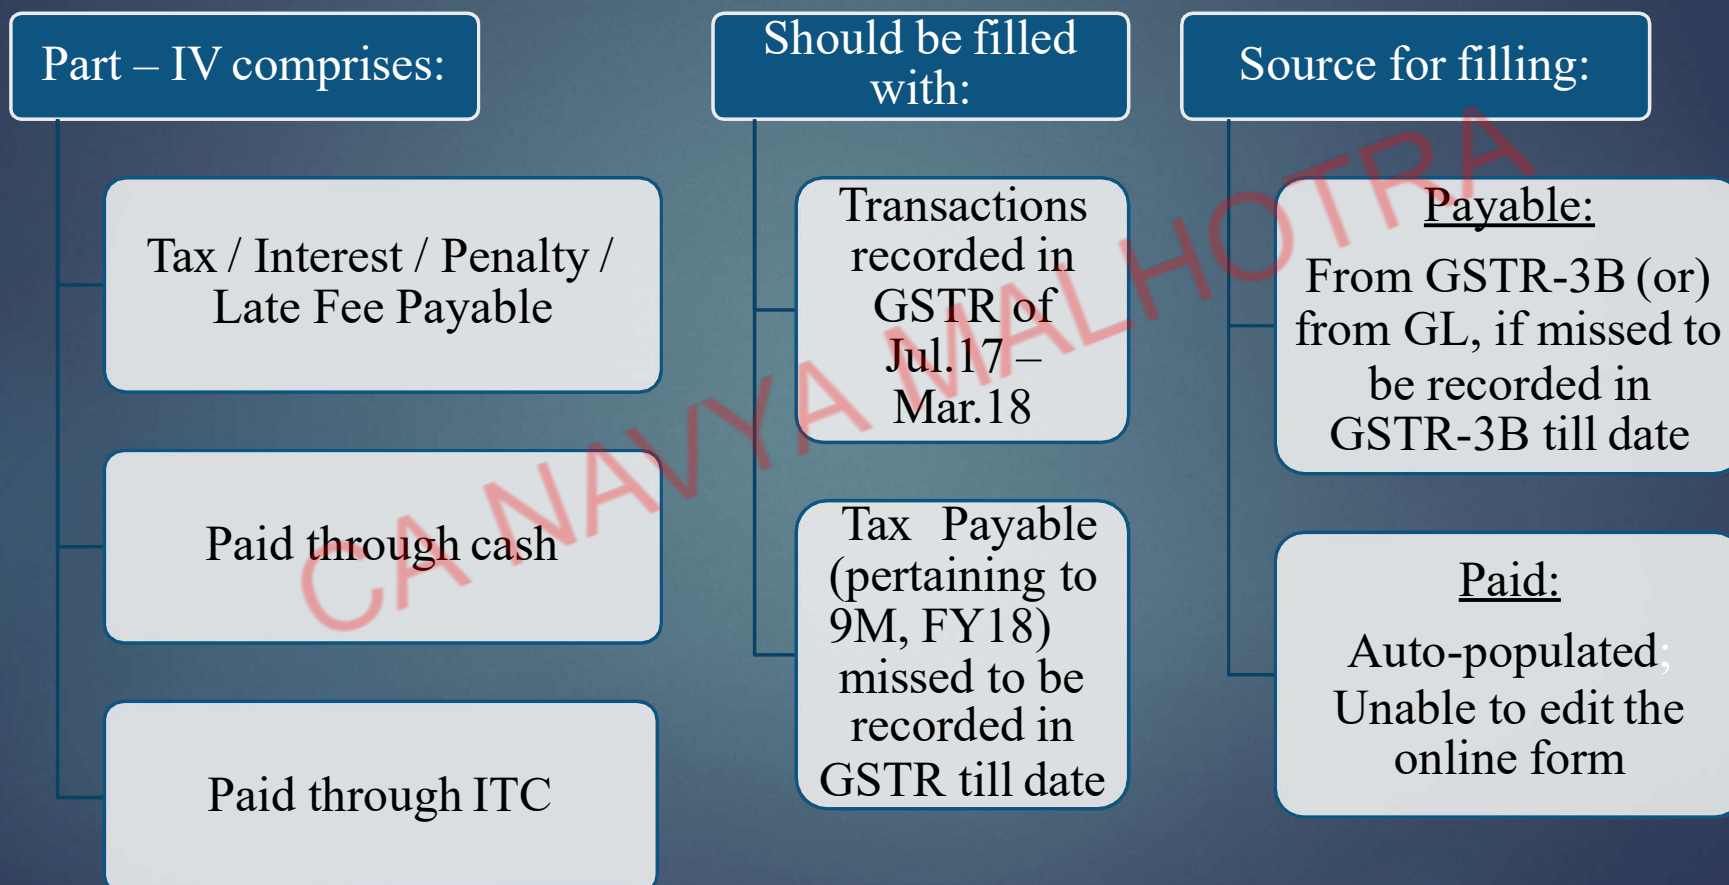 Part – IV comprises:
Tax / Interest / Penalty /
Late Fee Payable
Paid through cash
Paid through ITC
Should be filled
with:
Transactions
recorded in
GSTR of
Jul.17 –
Mar.18
Tax Payable
(pertaining to
9M, FY18)
missed to be
recorded in
GSTR till date
Source for filling:
Payable:
From GSTR-3B (or)
from GL, if missed to
be recorded in
GSTR-3B till date
Paid:
Auto-populated;
Unable to edit the
online form
CA NAVYA MALHOTRA